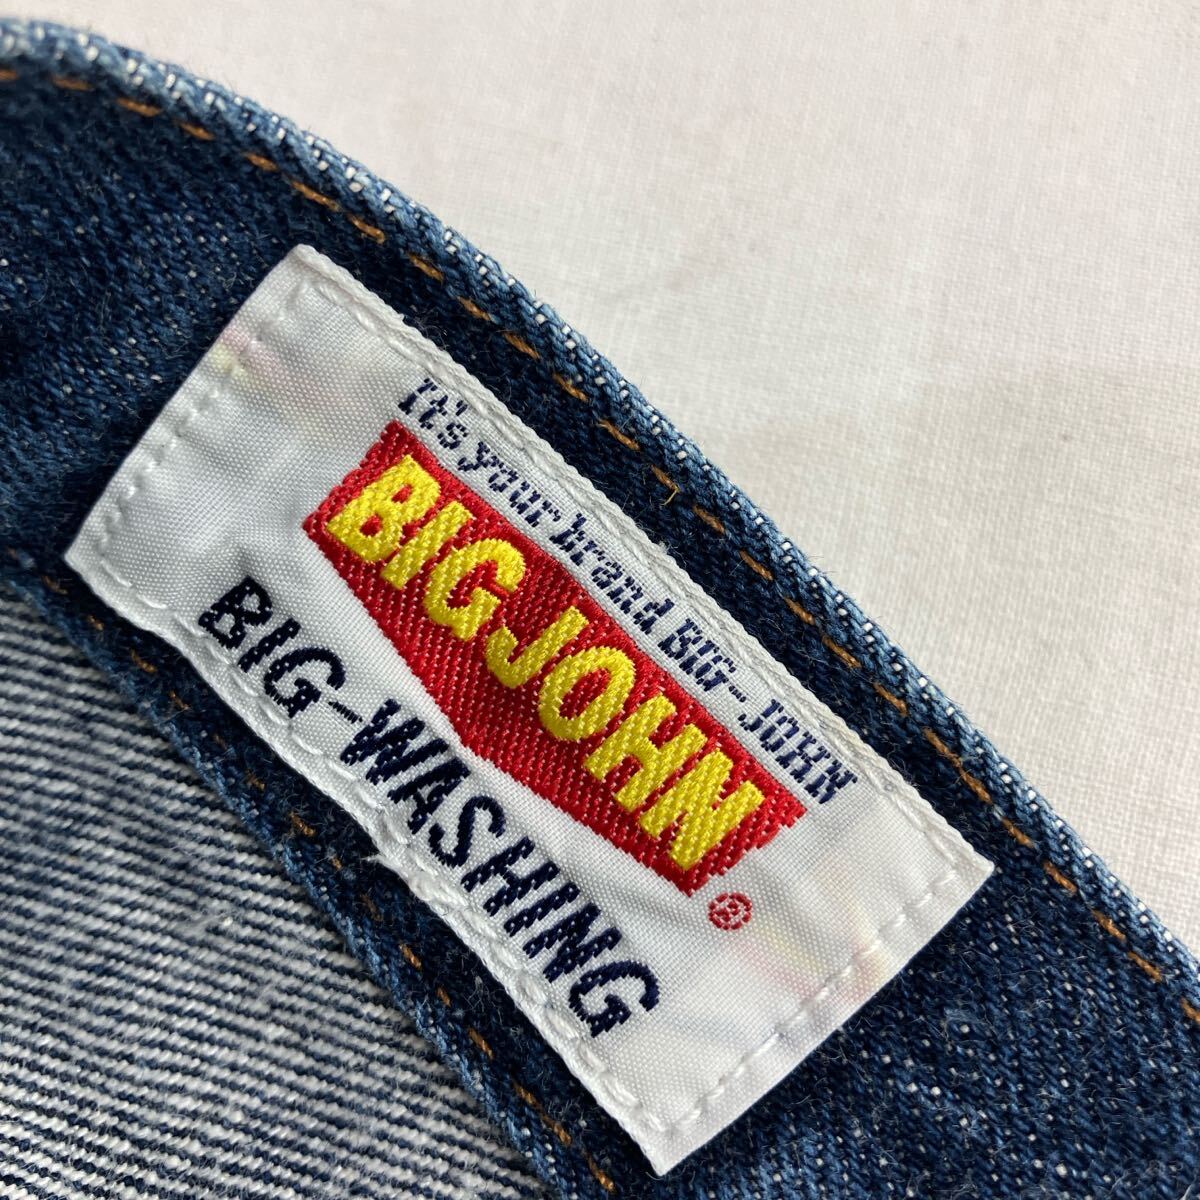 It's your brand BIG-JOHN
BIG JOHN
®
BIG-WASHING